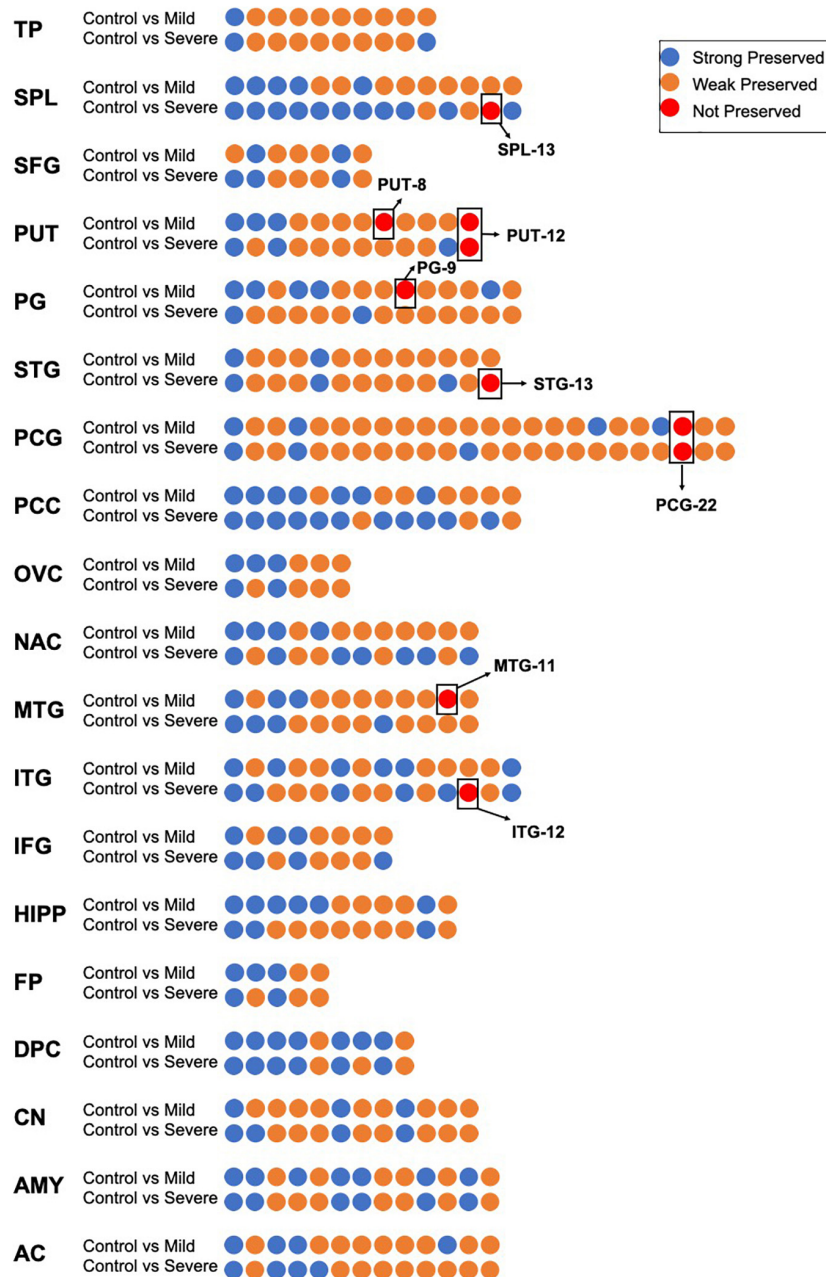 TP
Control vs Mild
Control vs Severe
Strong Preserved
Weak Preserved
Not Preserved
SPL
Control vs Mild
Control vs Severe
SPL-13
SFG
Control vs Mild
Control vs Severe
PUT-8
PUT
Control vs Mild
Control vs Severe
PUT-12
PG-9
PG
Control vs Mild
Control vs Severe
STG
Control vs Mild
Control vs Severe
STG-13
PCG
Control vs Mild
Control vs Severe
PCG-22
PCC
Control vs Mild
Control vs Severe
OVC
Control vs Mild
Control vs Severe
NAC
Control vs Mild
Control vs Severe
MTG-11
MTG
Control vs Mild
Control vs Severe
ITG
Control vs Mild
Control vs Severe
ITG-12
IFG
Control vs Mild
Control vs Severe
HIPP
Control vs Mild
Control vs Severe
FP
Control vs Mild
Control vs Severe
DPC
Control vs Mild
Control vs Severe
CN
Control vs Mild
Control vs Severe
AMY
Control vs Mild
Control vs Severe
AC
Control vs Mild
Control vs Severe